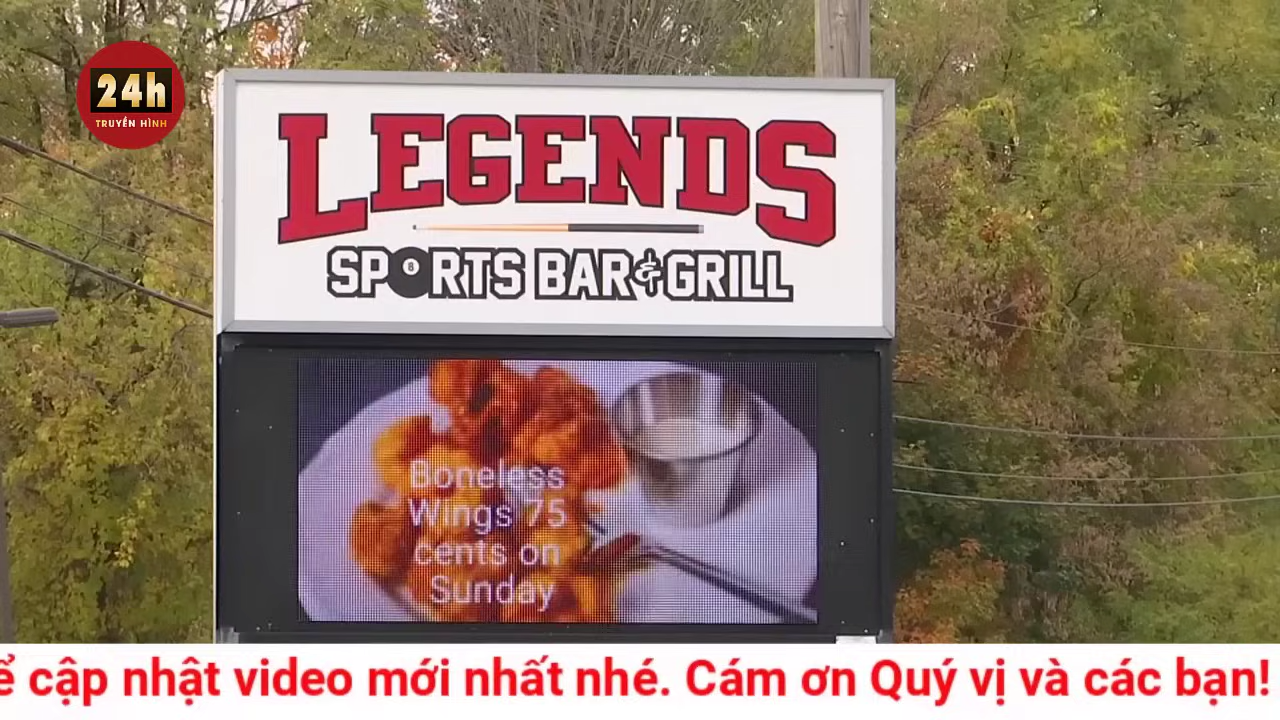 24h
TRUYỀN HÌNH
LEGENDS
SPORTS BAR & GRILL
8
Boneless
Wings 75
cents on
Sunday
ể cập nhật video mới nhất nhé. Cám ơn Quý vị và các bạn!